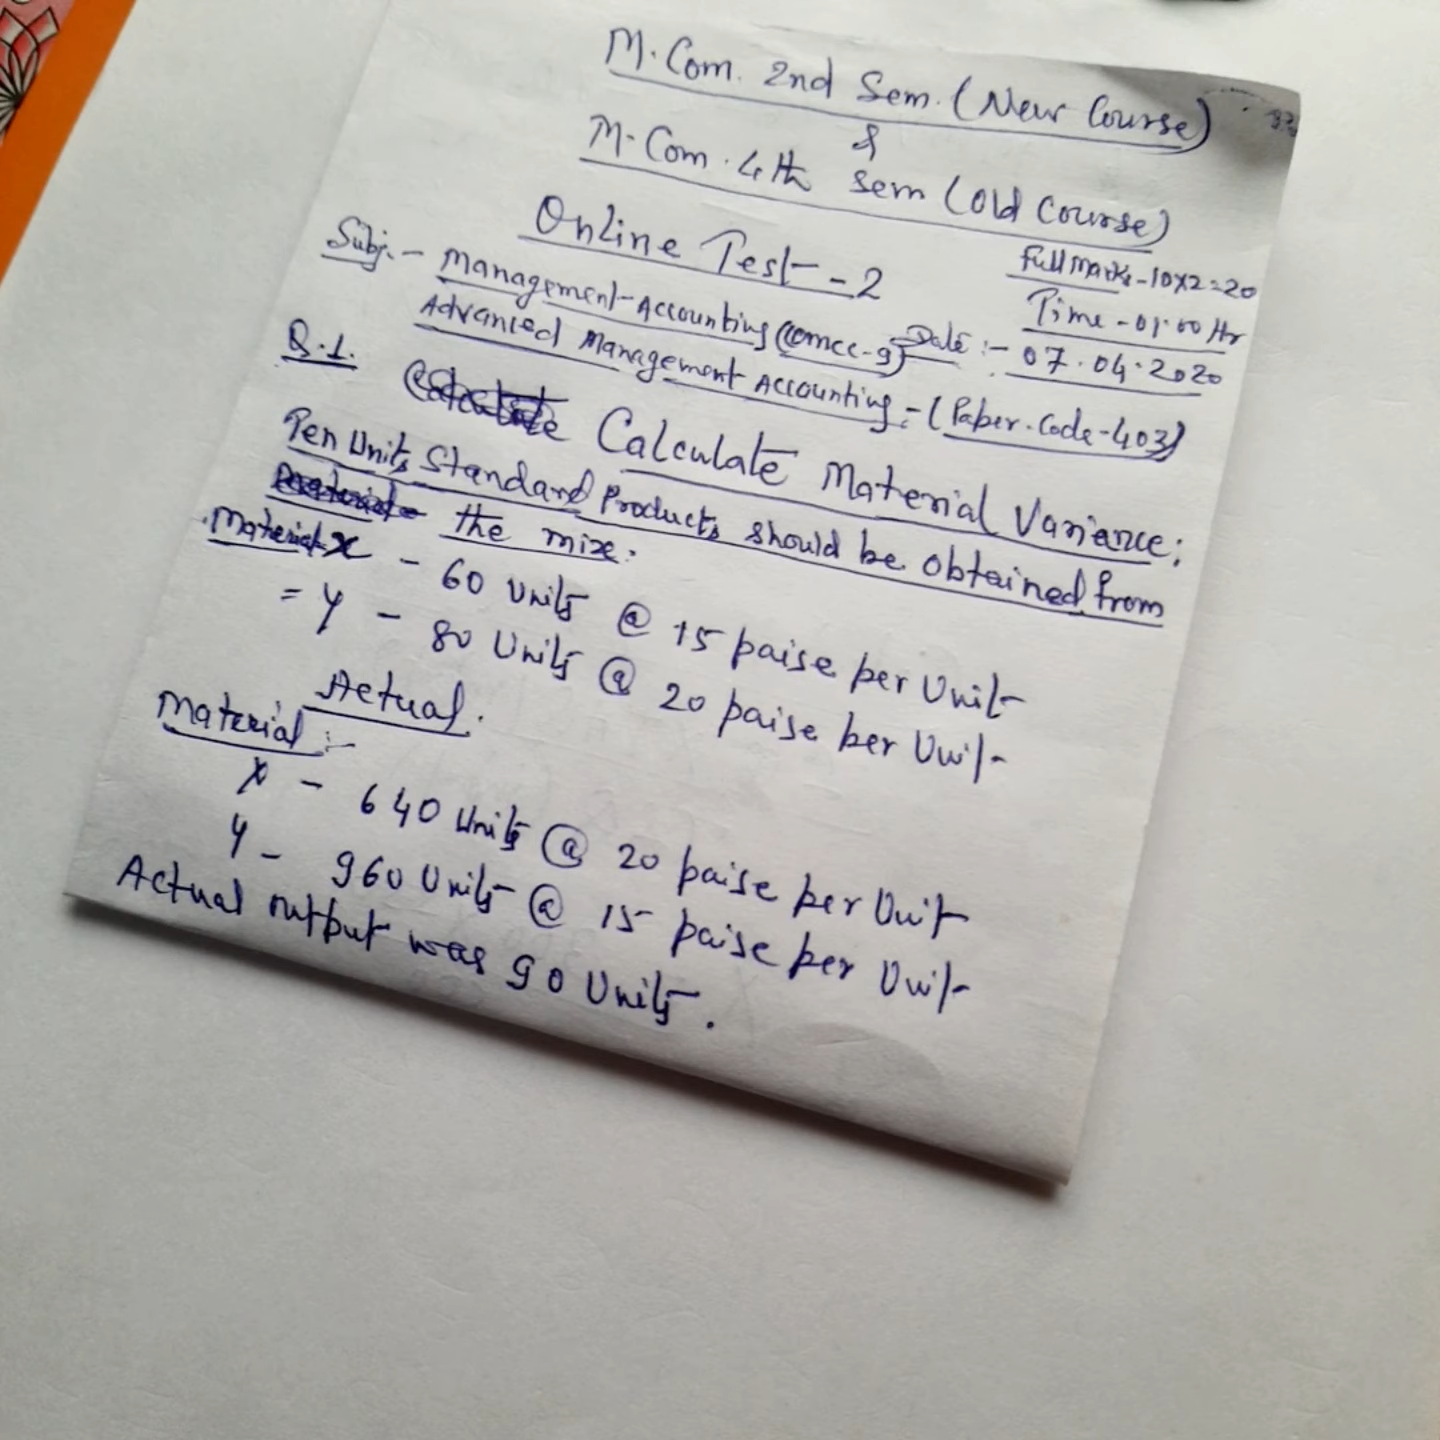 M.Com. 2nd Sem. (New Course)
&
M.Com. 4th Sem (Old Course)
Online Test - 2
Full Marks - 10x2=20
Time - 01.00 Hr
Subj. - Management Accounting (CMCC-9) Date :- 07.04.2020
Advanced Management Accounting - (Paper-Code-403)
Q.1. Calculate Material Variance:
Ten Units Standard Products should be obtained from
the mix:
Material X - 60 Units @ 15 paise per Unit
= Y - 80 Units @ 20 paise per Unit
Actual.
Material :-
X - 640 Units @ 20 paise per Unit
Y - 960 Units @ 15 paise per Unit
Actual output was 90 Units.